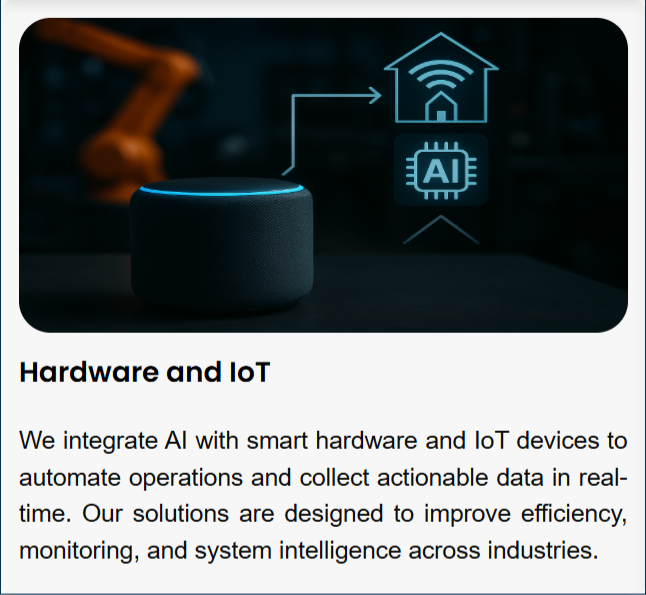 AI
Hardware and IoT
We integrate AI with smart hardware and IoT devices to
automate operations and collect actionable data in real-
time. Our solutions are designed to improve efficiency,
monitoring, and system intelligence across industries.